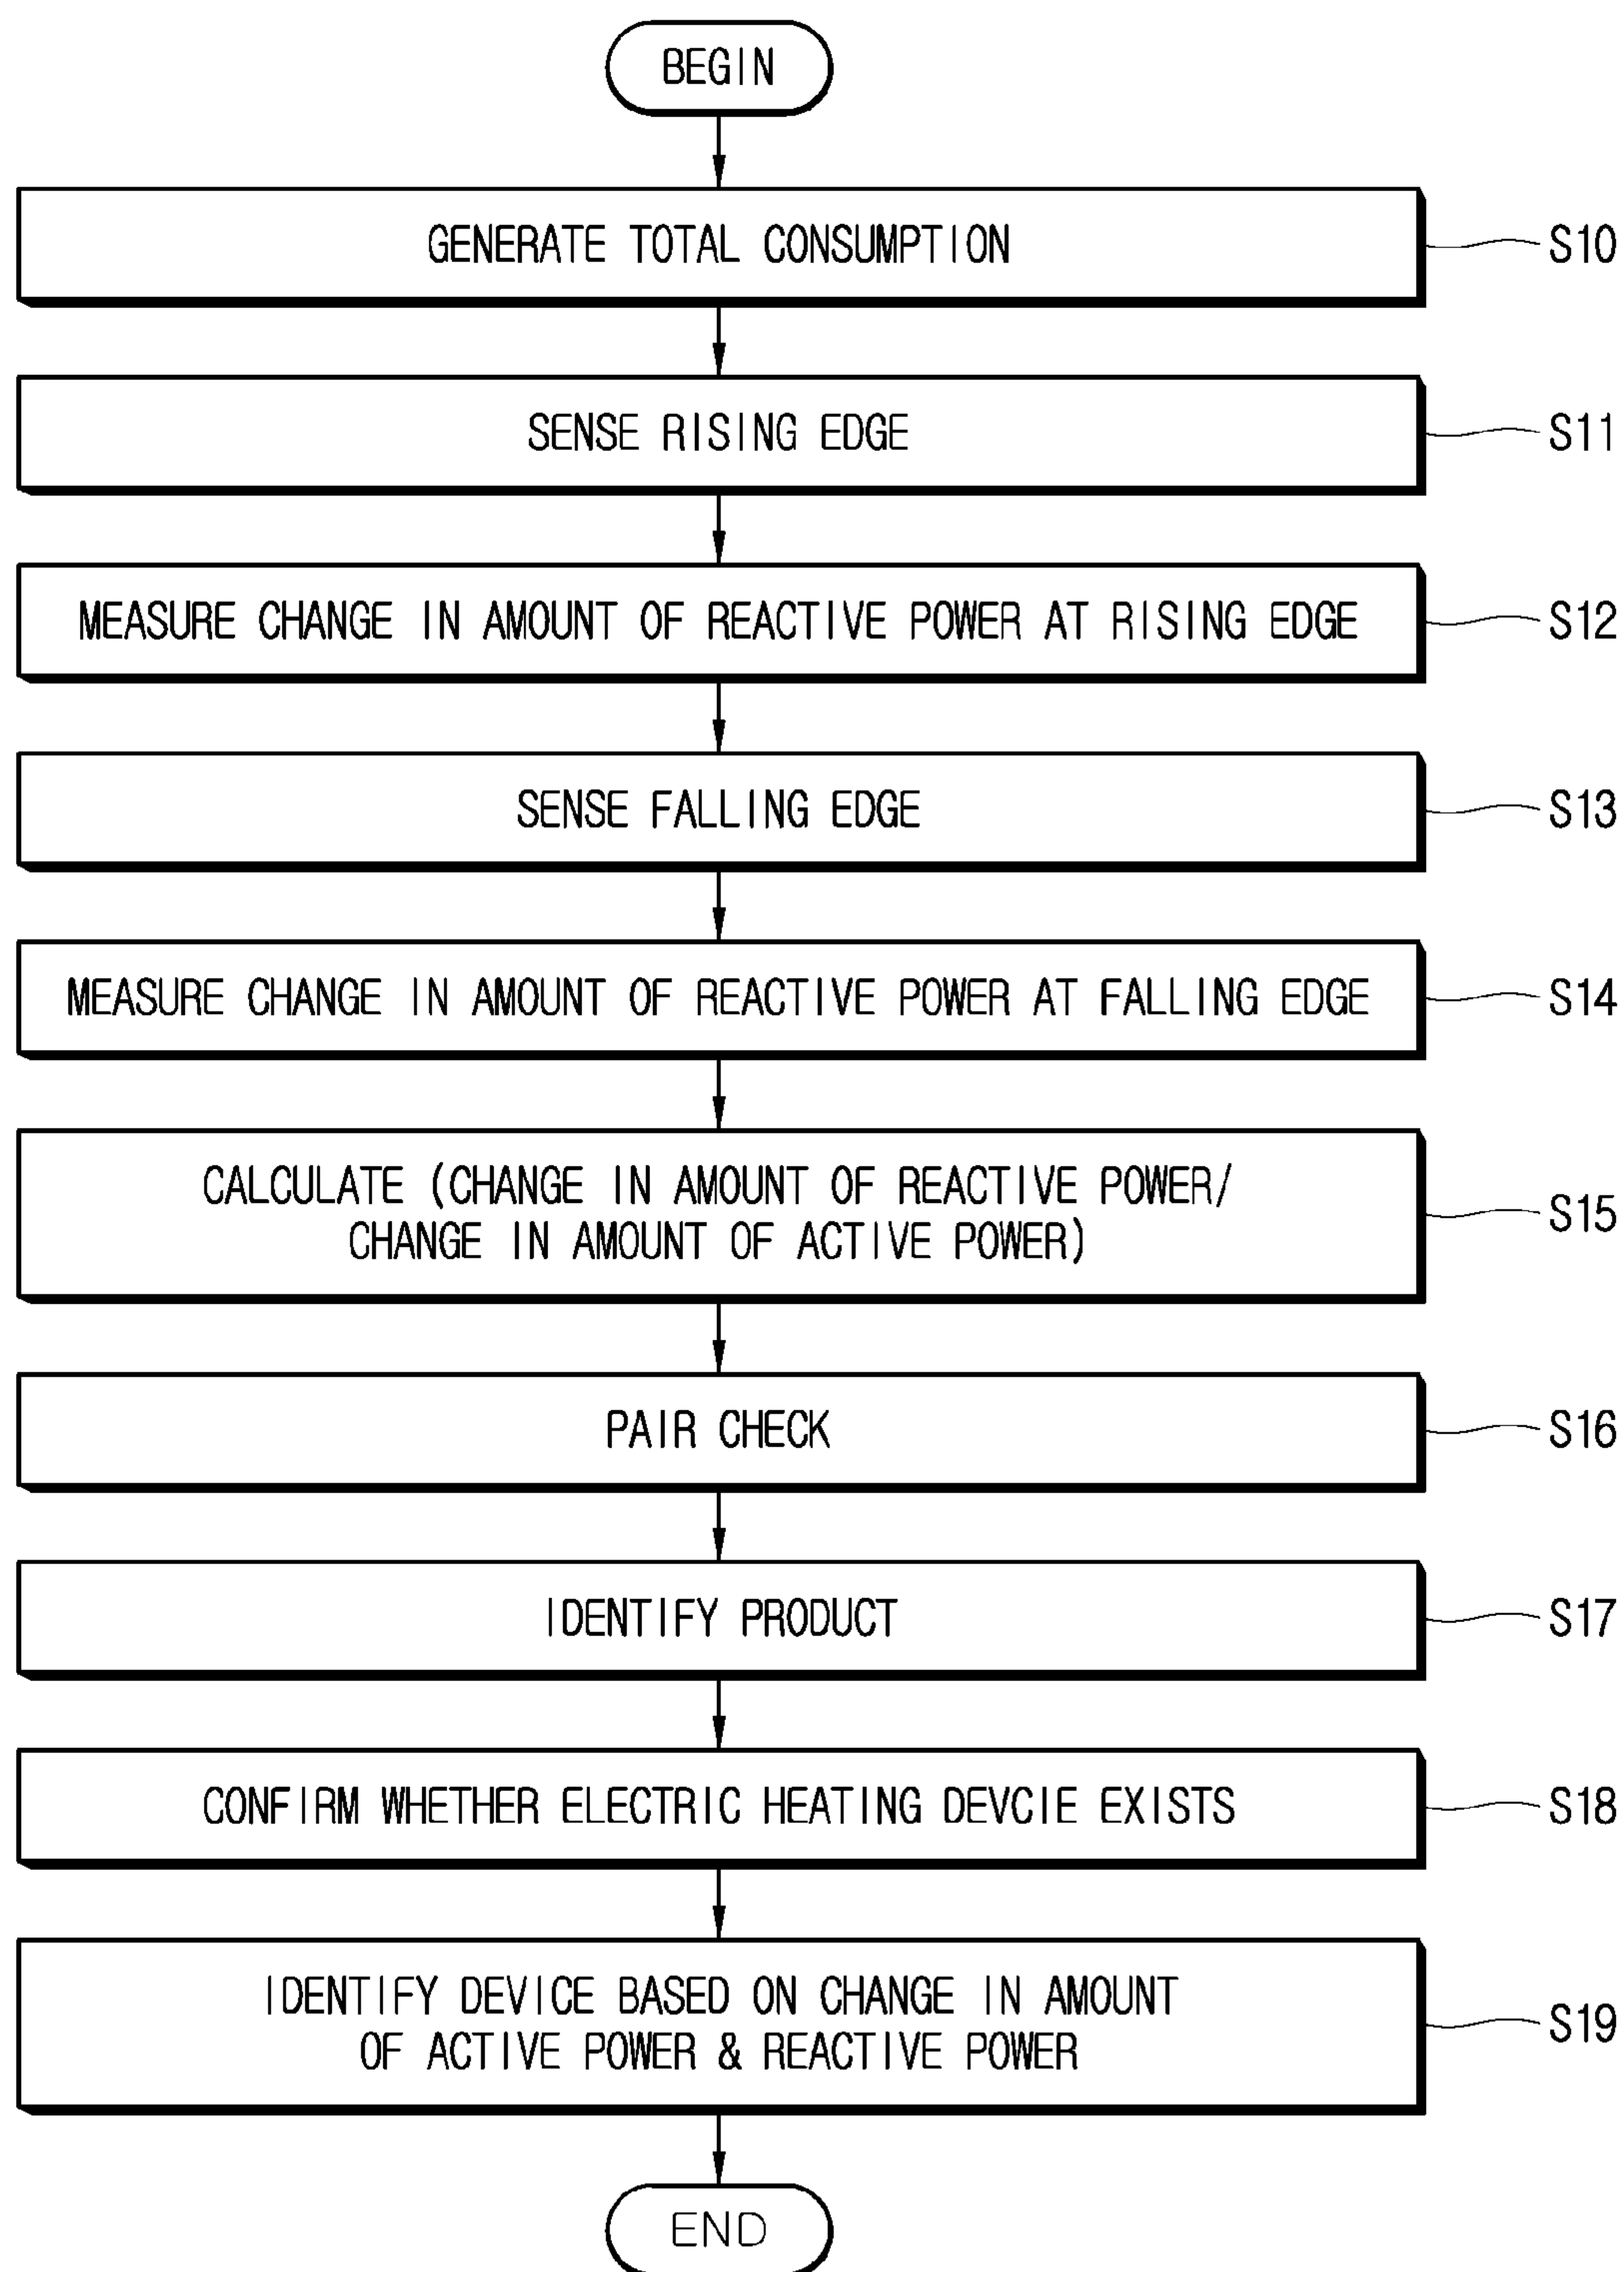 BEGIN
GENERATE TOTAL CONSUMPTION
S10
SENSE RISING EDGE
S11
MEASURE CHANGE IN AMOUNT OF REACTIVE POWER AT RISING EDGE
S12
SENSE FALLING EDGE
S13
MEASURE CHANGE IN AMOUNT OF REACTIVE POWER AT FALLING EDGE
S14
CALCULATE (CHANGE IN AMOUNT OF REACTIVE POWER/
CHANGE IN AMOUNT OF ACTIVE POWER)
S15
PAIR CHECK
S16
IDENTIFY PRODUCT
S17
CONFIRM WHETHER ELECTRIC HEATING DEVCIE EXISTS
S18
IDENTIFY DEVICE BASED ON CHANGE IN AMOUNT
OF ACTIVE POWER & REACTIVE POWER
S19
END